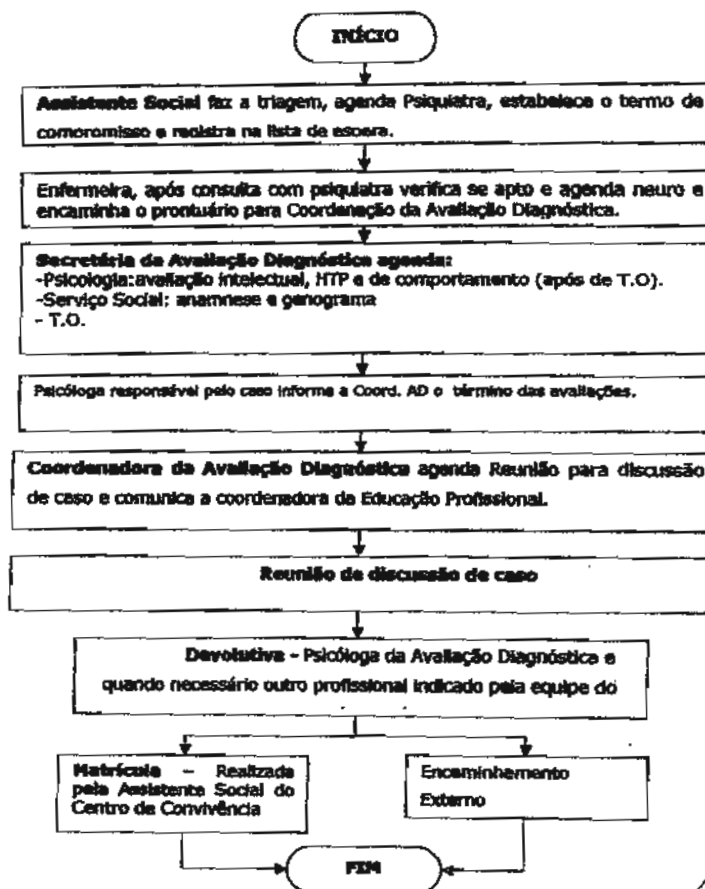 INÍCIO
Assistente Social faz a triagem, agenda Psiquiatra, estabelece o termo de
compromisso e registra na lista de espera.
Enfermeira, após consulta com psiquiatra verifica se apto e agenda neuro e
encaminha o prontuário para Coordenação da Avaliação Diagnóstica.
Secretária da Avaliação Diagnóstica agenda:
-Psicologia:avaliação intelectual, HTP e de comportamento (após de T.O).
-Serviço Social: anamnese e genograma
- T.O.
Psicóloga responsável pelo caso informa a Coord. AD o término das avaliações.
Coordenadora da Avaliação Diagnóstica agenda Reunião para discussão
de caso e comunica a coordenadora da Educação Profissional.
Reunião de discussão de caso
Devolutiva - Psicóloga da Avaliação Diagnóstica e
quando necessário outro profissional indicado pela equipe do
Matrícula – Realizada
pela Assistente Social do
Centro de Convivência
Encaminhamento
Externo
FIM